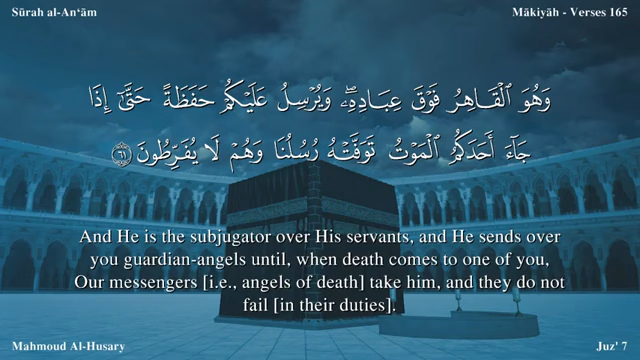 Sūrah al-An‘ām
Mākiyāh - Verses 165
وَهُوَ ٱلْقَاهِرُ فَوْقَ عِبَادِهِۦ ۖ وَيُرْسِلُ عَلَيْكُمْ حَفَظَةً حَتَّىٰٓ إِذَا
جَآءَ أَحَدَكُمُ ٱلْمَوْتُ تَوَفَّتْهُ رُسُلُنَا وَهُمْ لَا يُفَرِّطُونَ ٦١
And He is the subjugator over His servants, and He sends over
you guardian-angels until, when death comes to one of you,
Our messengers [i.e., angels of death] take him, and they do not
fail [in their duties].
Mahmoud Al-Husary
Juz' 7